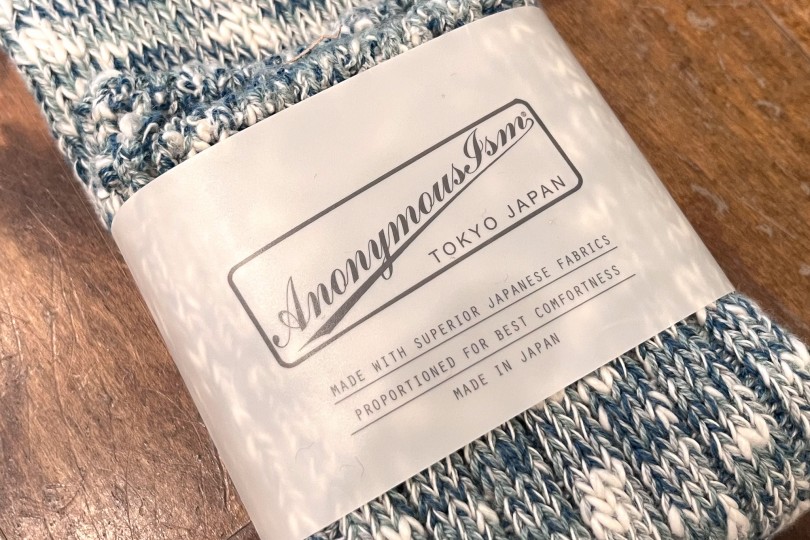 AnonymousIsm®
TOKYO JAPAN
MADE WITH SUPERIOR JAPANESE FABRICS
PROPORTIONED FOR BEST COMFORTNESS
MADE IN JAPAN